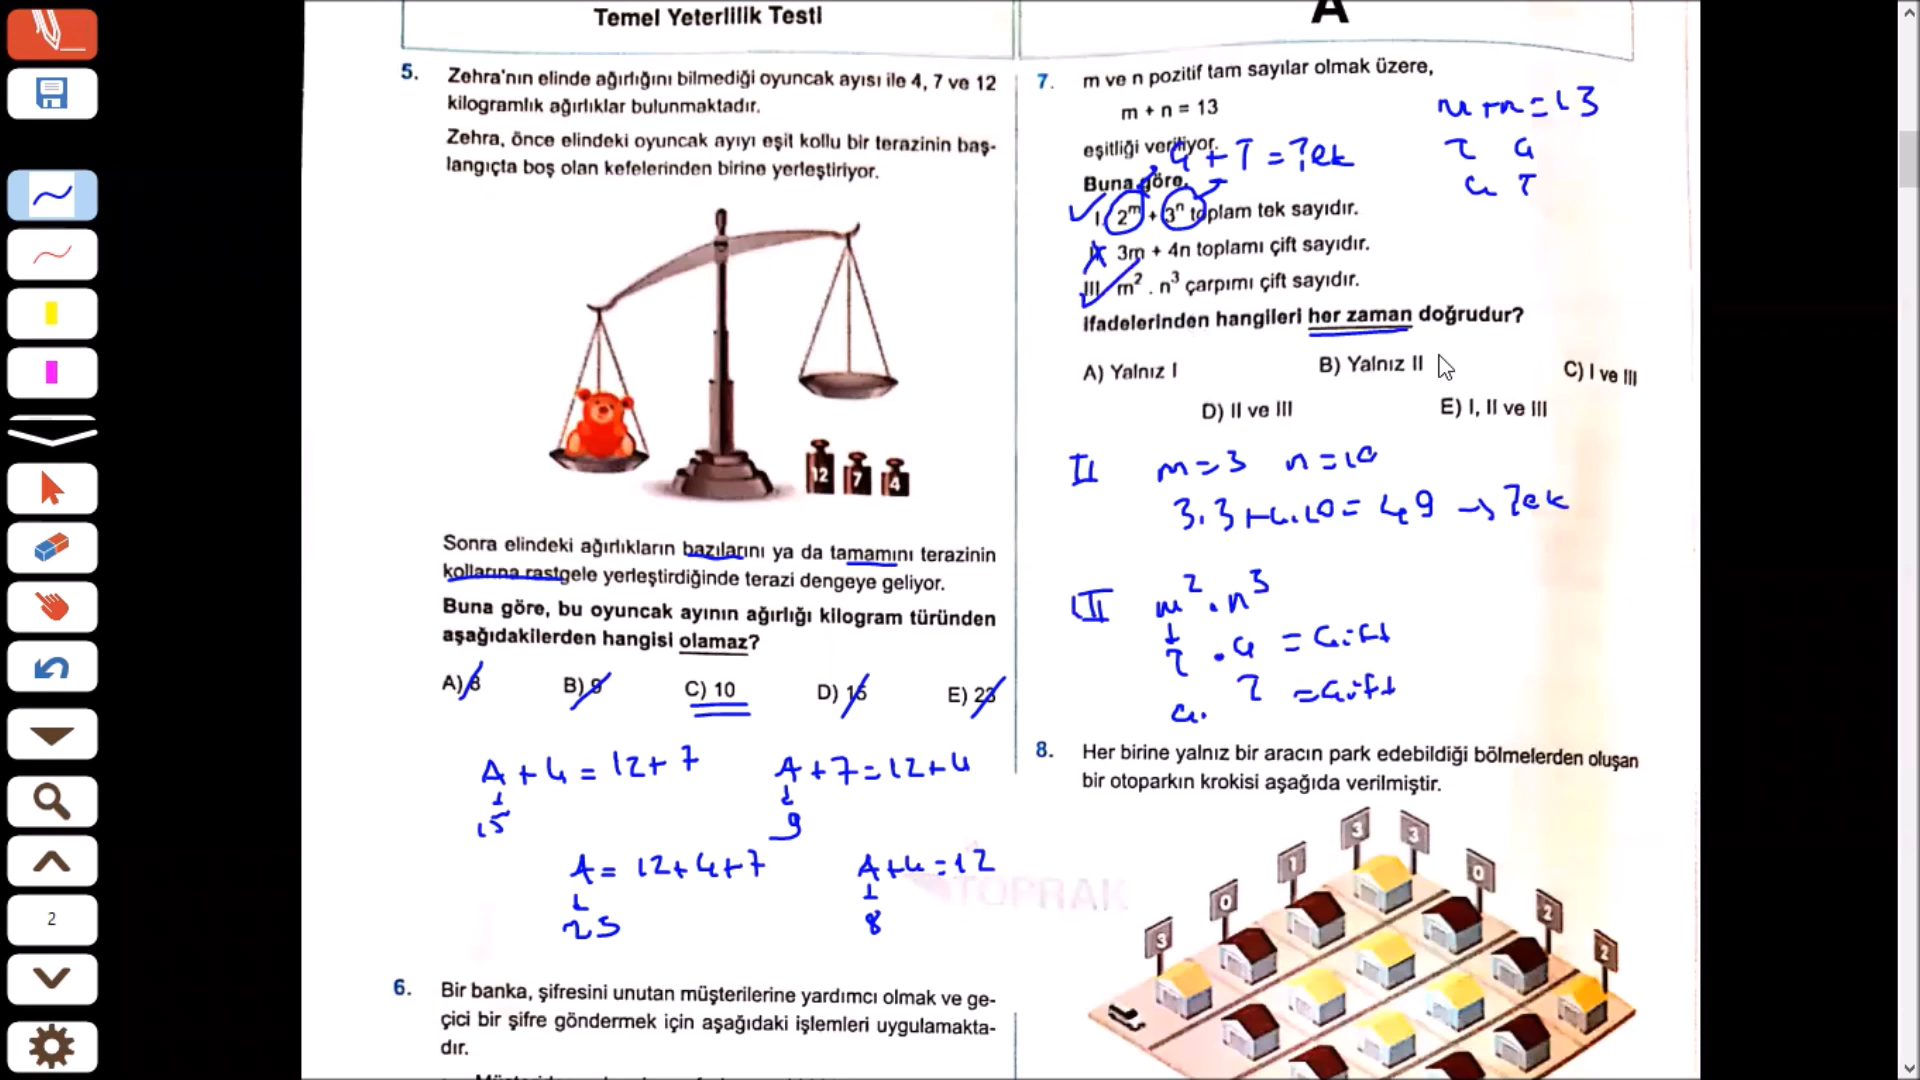 Temel Yeterlilik Testi
A
5. Zehra'nın elinde ağırlığını bilmediği oyuncak ayısı ile 4, 7 ve 12
kilogramlık ağırlıklar bulunmaktadır.
Zehra, önce elindeki oyuncak ayıyı eşit kollu bir terazinin baş-
langıçta boş olan kefelerinden birine yerleştiriyor.
12 7 4
Sonra elindeki ağırlıkların bazılarını ya da tamamını terazinin
kollarına rastgele yerleştirdiğinde terazi dengeye geliyor.
Buna göre, bu oyuncak ayının ağırlığı kilogram türünden
aşağıdakilerden hangisi olamaz?
A) 8 B) 9 C) 10 D) 15 E) 23
A + 4 = 12 + 7 A + 7 = 12 + 4
15 9
A = 12 + 4 + 7 A + 4 = 12
8
TOPRAK
6. Bir banka, şifresini unutan müşterilerine yardımcı olmak ve ge-
çici bir şifre göndermek için aşağıdaki işlemleri uygulamakta-
dır.
7. m ve n pozitif tam sayılar olmak üzere,
m + n = 13
m + n = 13
eşitliği veriliyor.
Ç + T = Tek
T Ç
Ç T
Buna göre,
I. 2ᵐ + 3ⁿ toplam tek sayıdır.
II. 3m + 4n toplamı çift sayıdır.
III. m² . n³ çarpımı çift sayıdır.
ifadelerinden hangileri her zaman doğrudur?
A) Yalnız I B) Yalnız II C) I ve III
D) II ve III E) I, II ve III
II m = 3 n = 10
3.3 + 4.10 = 49 → Tek
III m² . n³
T . Ç = Çift
Ç . T = Çift
8. Her birine yalnız bir aracın park edebildiği bölmelerden oluşan
bir otoparkın krokisi aşağıda verilmiştir.
3 3
1 0
0 2
3 2
2